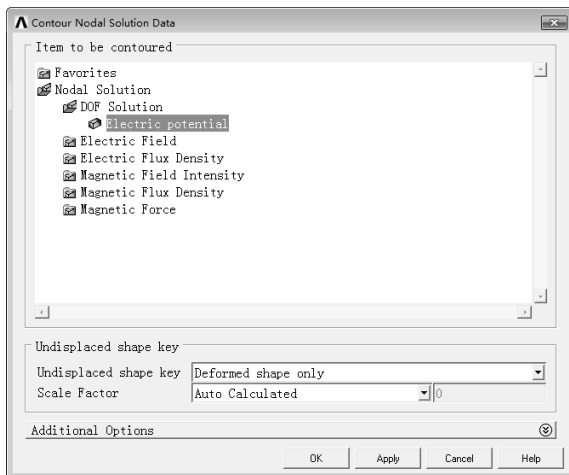 Contour Nodal Solution Data
Item to be contoured
Favorites
Nodal Solution
DOF Solution
Electric potential
Electric Field
Electric Flux Density
Magnetic Field Intensity
Magnetic Flux Density
Magnetic Force
Undisplaced shape key
Undisplaced shape key Deformed shape only
Scale Factor Auto Calculated 0
Additional Options
OK Apply Cancel Help